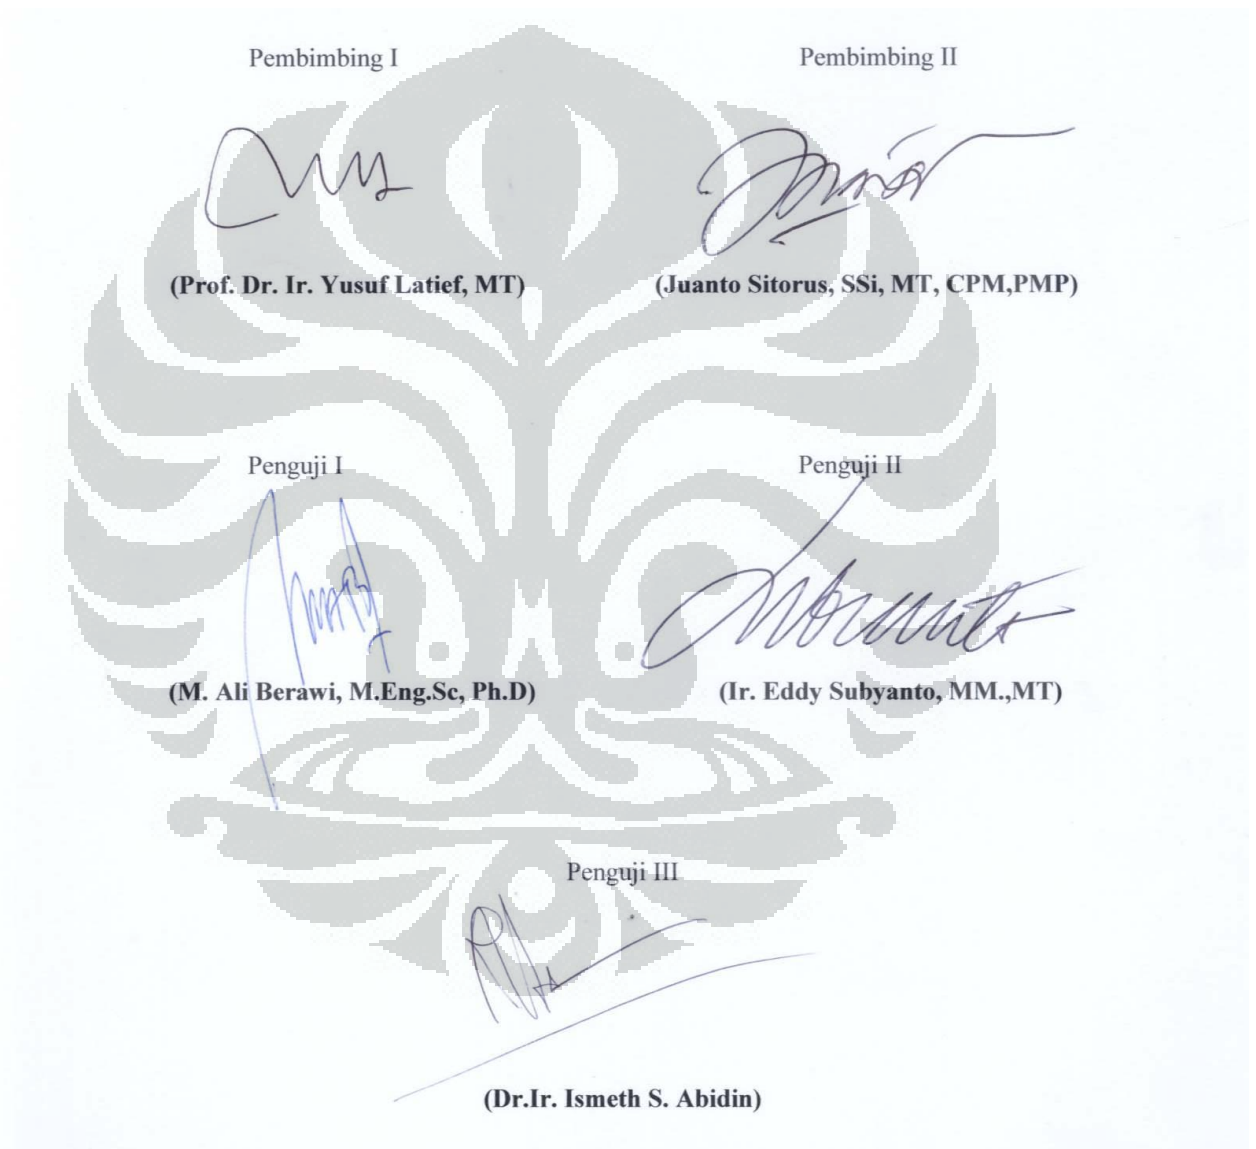 Pembimbing I
Pembimbing II
(Prof. Dr. Ir. Yusuf Latief, MT)
(Juanto Sitorus, SSi, MT, CPM,PMP)
Penguji I
Penguji II
(M. Ali Berawi, M.Eng.Sc, Ph.D)
(Ir. Eddy Subyanto, MM.,MT)
Penguji III
(Dr.Ir. Ismeth S. Abidin)